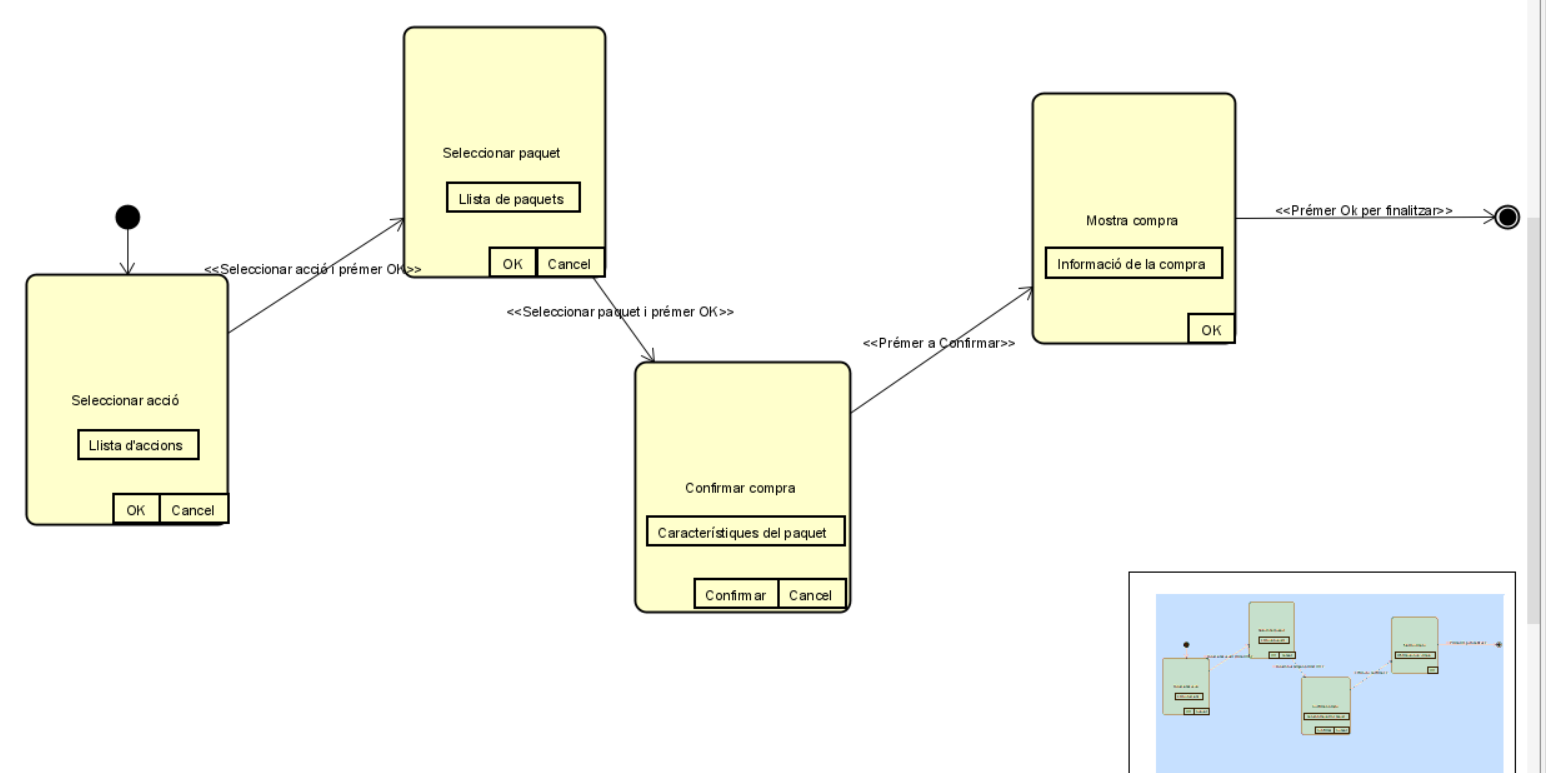 Seleccionar paquet
Llista de paquets
OK
Cancel
<<Seleccionar acció i prémer OK>>
Seleccionar acció
Llista d'accions
OK
Cancel
<<Seleccionar paquet i prémer OK>>
Confirmar compra
Característiques del paquet
Confirmar
Cancel
<<Prémer a Confirmar>>
Mostra compra
Informació de la compra
OK
<<Prémer Ok per finalitzar>>